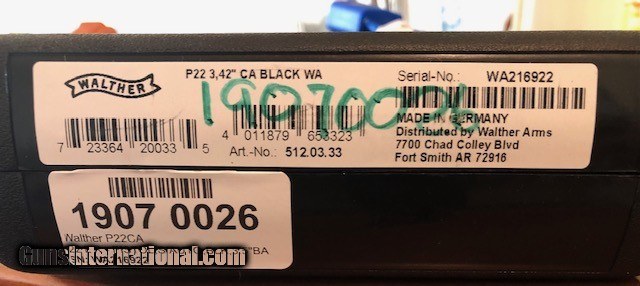 WALTHER
P22 3,42" CA BLACK WA
Serial-No.: WA216922
19070026
7 23364 20033 5
4 011879 653323
Art.-No.: 512.03.33
MADE IN GERMANY
Distributed by Walther Arms
7700 Chad Colley Blvd
Fort Smith AR 72916
1907 0026
Walther P22CA
GunsInternational.com